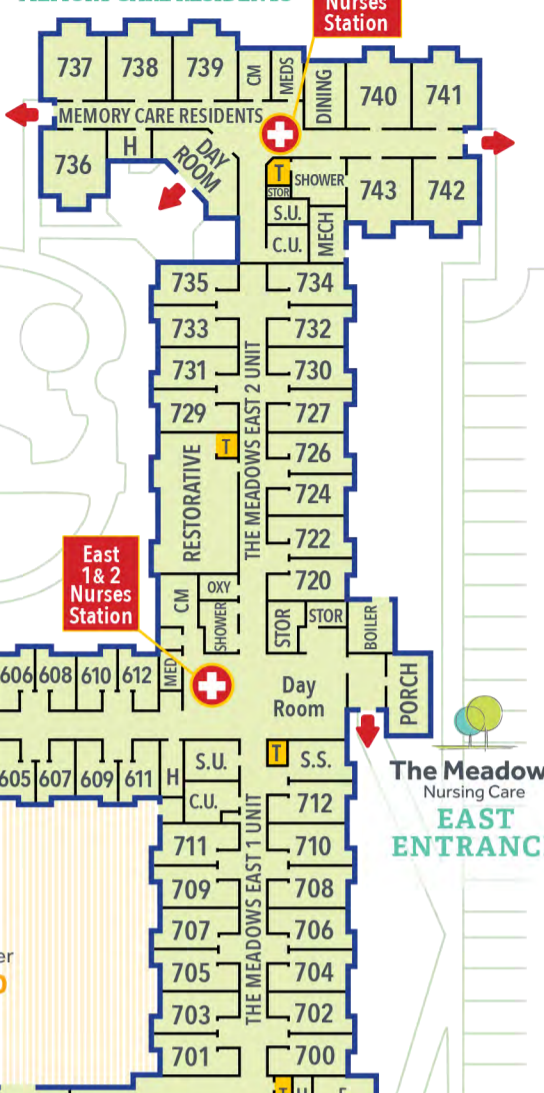 Nurses
Station
737
738
739
CM
MEDS
DINING
740
741
MEMORY CARE RESIDENTS
736
H
DAY
ROOM
T
STOR
SHOWER
743
742
S.U.
C.U.
MECH
735
734
733
732
731
730
729
727
THE MEADOWS EAST 2 UNIT
T
726
RESTORATIVE
724
722
720
East
1& 2
Nurses
Station
CM
OXY
SHOWER
STOR
STOR
BOILER
MED
606
608
610
612
Day
Room
PORCH
605
607
609
611
H
S.U.
C.U.
T
S.S.
The Meadow
Nursing Care
EAST
ENTRANC
712
711
710
THE MEADOWS EAST 1 UNIT
709
708
707
706
705
704
703
702
701
700
er
T